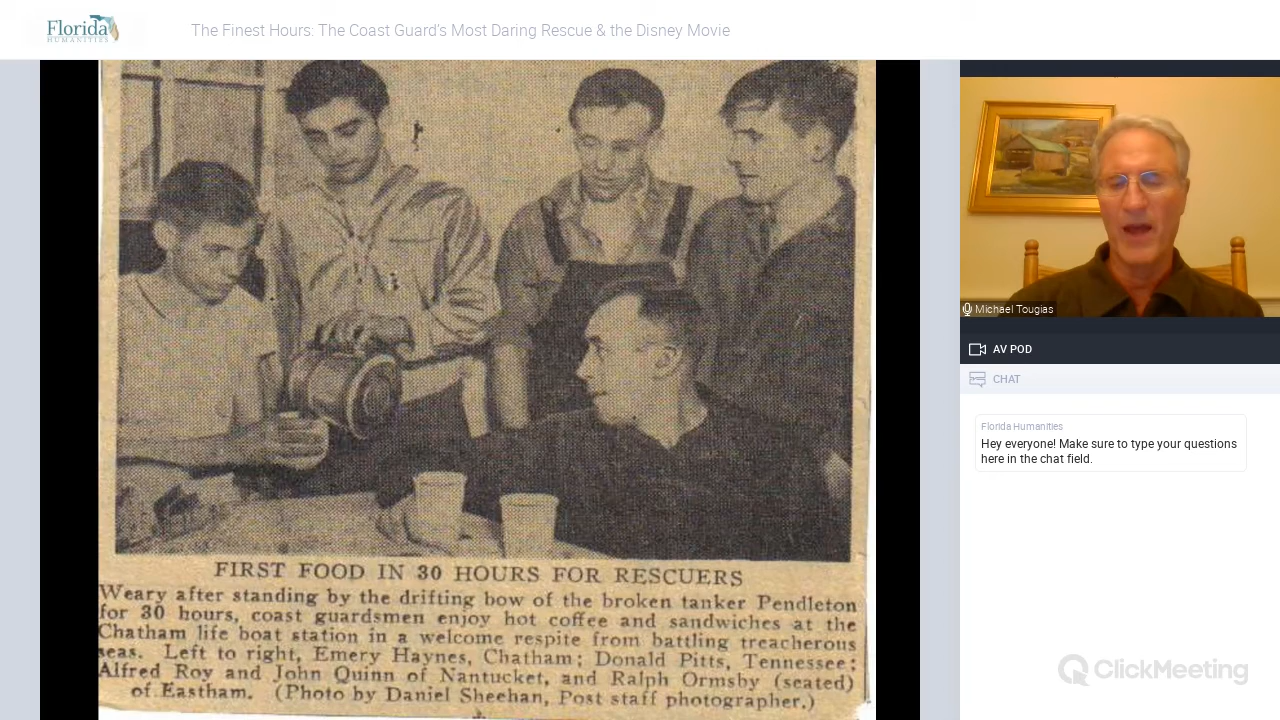 Florida
HUMANITIES
The Finest Hours: The Coast Guard's Most Daring Rescue & the Disney Movie
FIRST FOOD IN 30 HOURS FOR RESCUERS
Weary after standing by the drifting bow of the broken tanker Pendleton
for 30 hours, coast guardsmen enjoy hot coffee and sandwiches at the
Chatham life boat station in a welcome respite from battling treacherous
seas. Left to right, Emery Haynes, Chatham; Donald Pitts, Tennessee;
Alfred Roy and John Quinn of Nantucket, and Ralph Ormsby (seated)
of Eastham. (Photo by Daniel Sheehan, Post staff photographer.)
Michael Tougias
AV POD
CHAT
Florida Humanities
Hey everyone! Make sure to type your questions
here in the chat field.
ClickMeeting